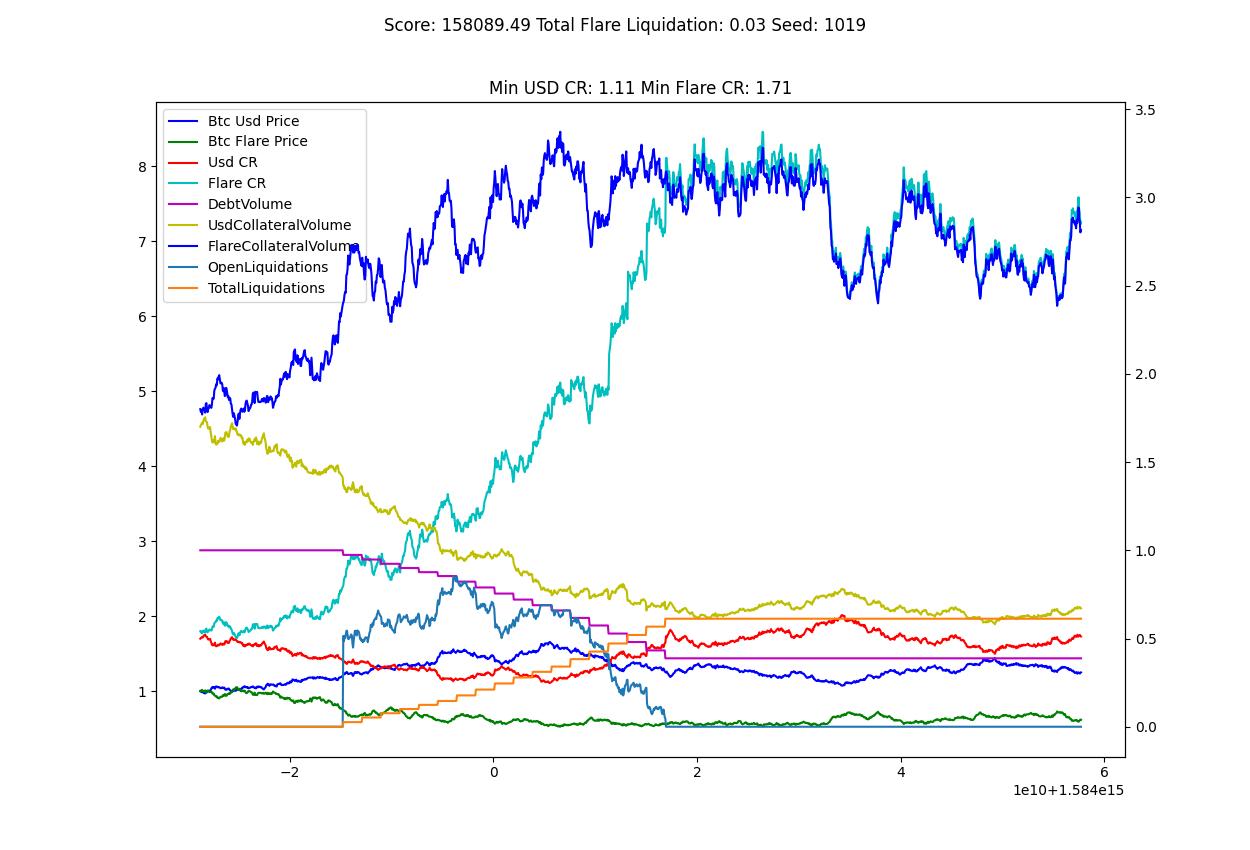 Score: 158089.49 Total Flare Liquidation: 0.03 Seed: 1019
Min USD CR: 1.11 Min Flare CR: 1.71
Btc Usd Price
Btc Flare Price
Usd CR
Flare CR
DebtVolume
UsdCollateralVolume
FlareCollateralVolume
OpenLiquidations
TotalLiquidations
8
7
6
5
4
3
2
1
3.5
3.0
2.5
2.0
1.5
1.0
0.5
0.0
−2
0
2
4
6
1e10+1.584e15